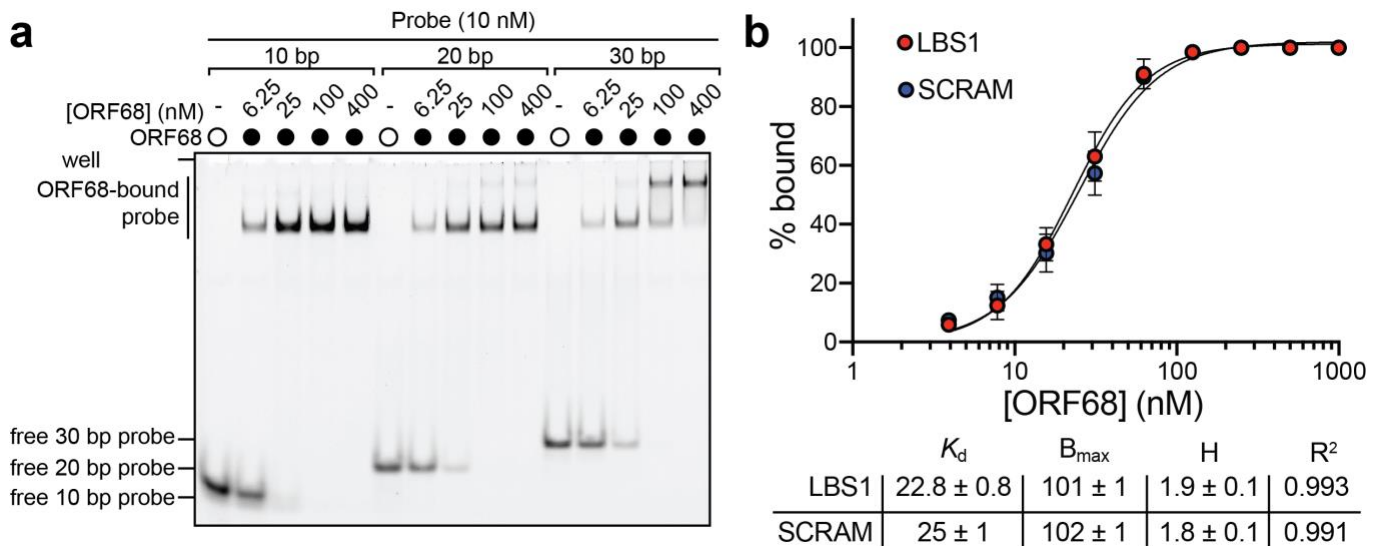 a
Probe (10 nM)
10 bp 20 bp 30 bp
[ORF68] (nM) - 6.25 25 100 400 - 6.25 25 100 400 - 6.25 25 100 400
ORF68
well
ORF68-bound
probe
free 30 bp probe
free 20 bp probe
free 10 bp probe
b
LBS1
SCRAM
% bound
100
80
60
40
20
0
1 10 100 1000
[ORF68] (nM)
Kd Bmax H R²
LBS1 22.8 ± 0.8 101 ± 1 1.9 ± 0.1 0.993
SCRAM 25 ± 1 102 ± 1 1.8 ± 0.1 0.991